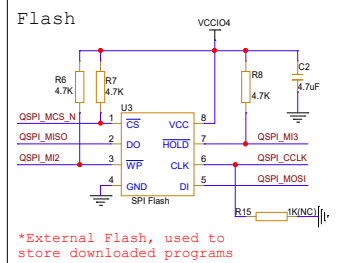 Flash
VCCIO4
R6
4.7K
R7
4.7K
R8
4.7K
C2
4.7uF
U3
QSPI_MCS_N 1 CS VCC 8
QSPI_MISO 2 DO HOLD 7 QSPI_MI3
QSPI_MI2 3 WP CLK 6 QSPI_CCLK
4 GND DI 5 QSPI_MOSI
SPI Flash
R15 1K(NC)
*External Flash, used to
store downloaded programs